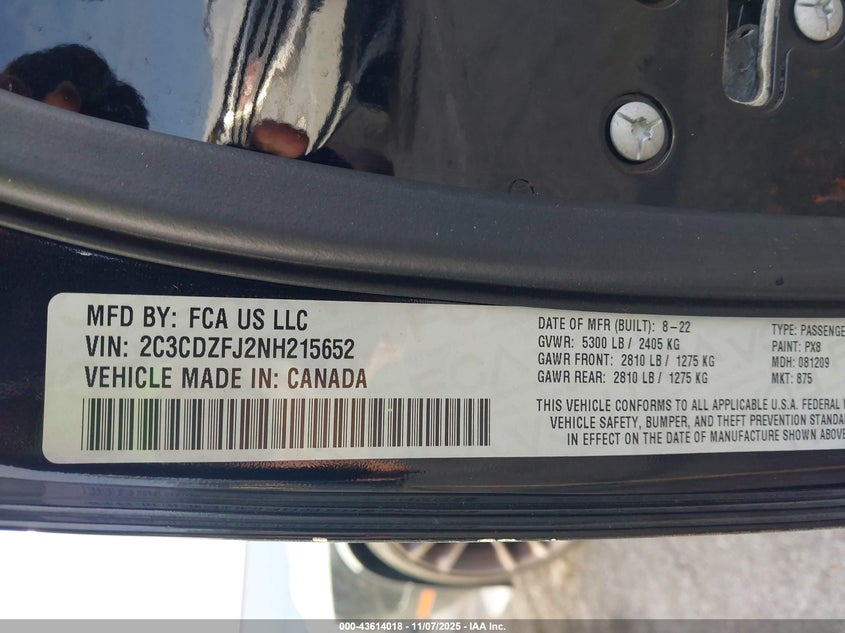 MFD BY: FCA US LLC
VIN: 2C3CDZFJ2NH215652
VEHICLE MADE IN: CANADA
DATE OF MFR (BUILT): 8-22
GVWR: 5300 LB / 2405 KG
GAWR FRONT: 2810 LB / 1275 KG
GAWR REAR: 2810 LB / 1275 KG
TYPE: PASSENGE
PAINT: PX8
MDH: 081209
MKT: 875
THIS VEHICLE CONFORMS TO ALL APPLICABLE U.S.A. FEDERAL
VEHICLE SAFETY, BUMPER, AND THEFT PREVENTION STANDAR
IN EFFECT ON THE DATE OF MANUFACTURE SHOWN ABOVE
000-43614018 — 11/07/2025 — IAA Inc.